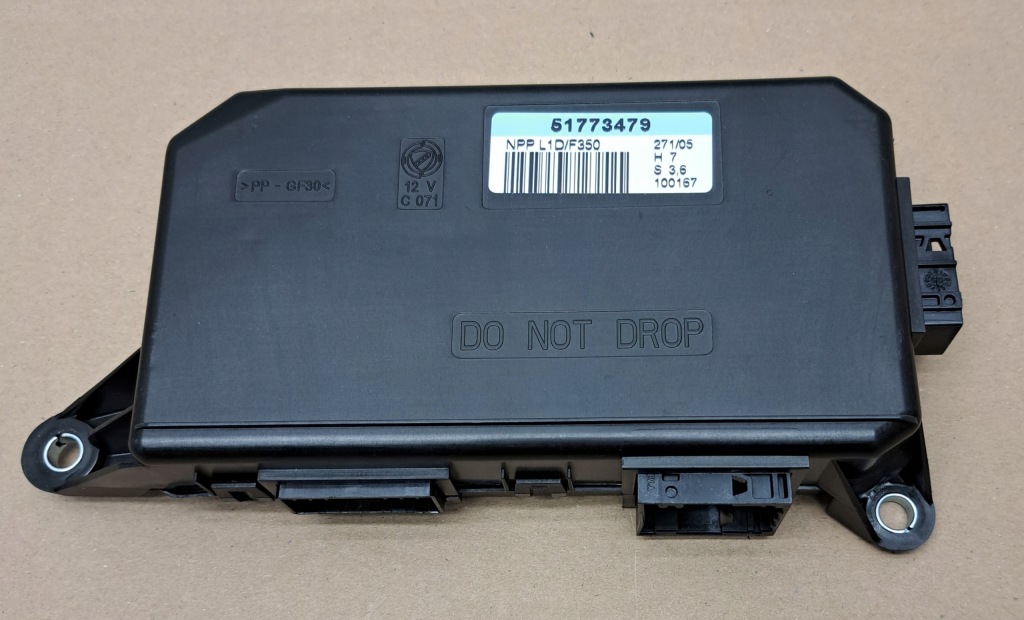 51773479
NPP L1D/F350
271/05
H 7
S 3,6
100167
>PP - GF30<
12 V
C 071
DO NOT DROP